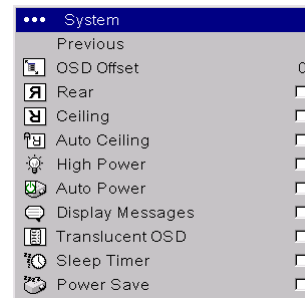 System
Previous
OSD Offset 0
Rear
Ceiling
Auto Ceiling
High Power
Auto Power
Display Messages
Translucent OSD
Sleep Timer
Power Save